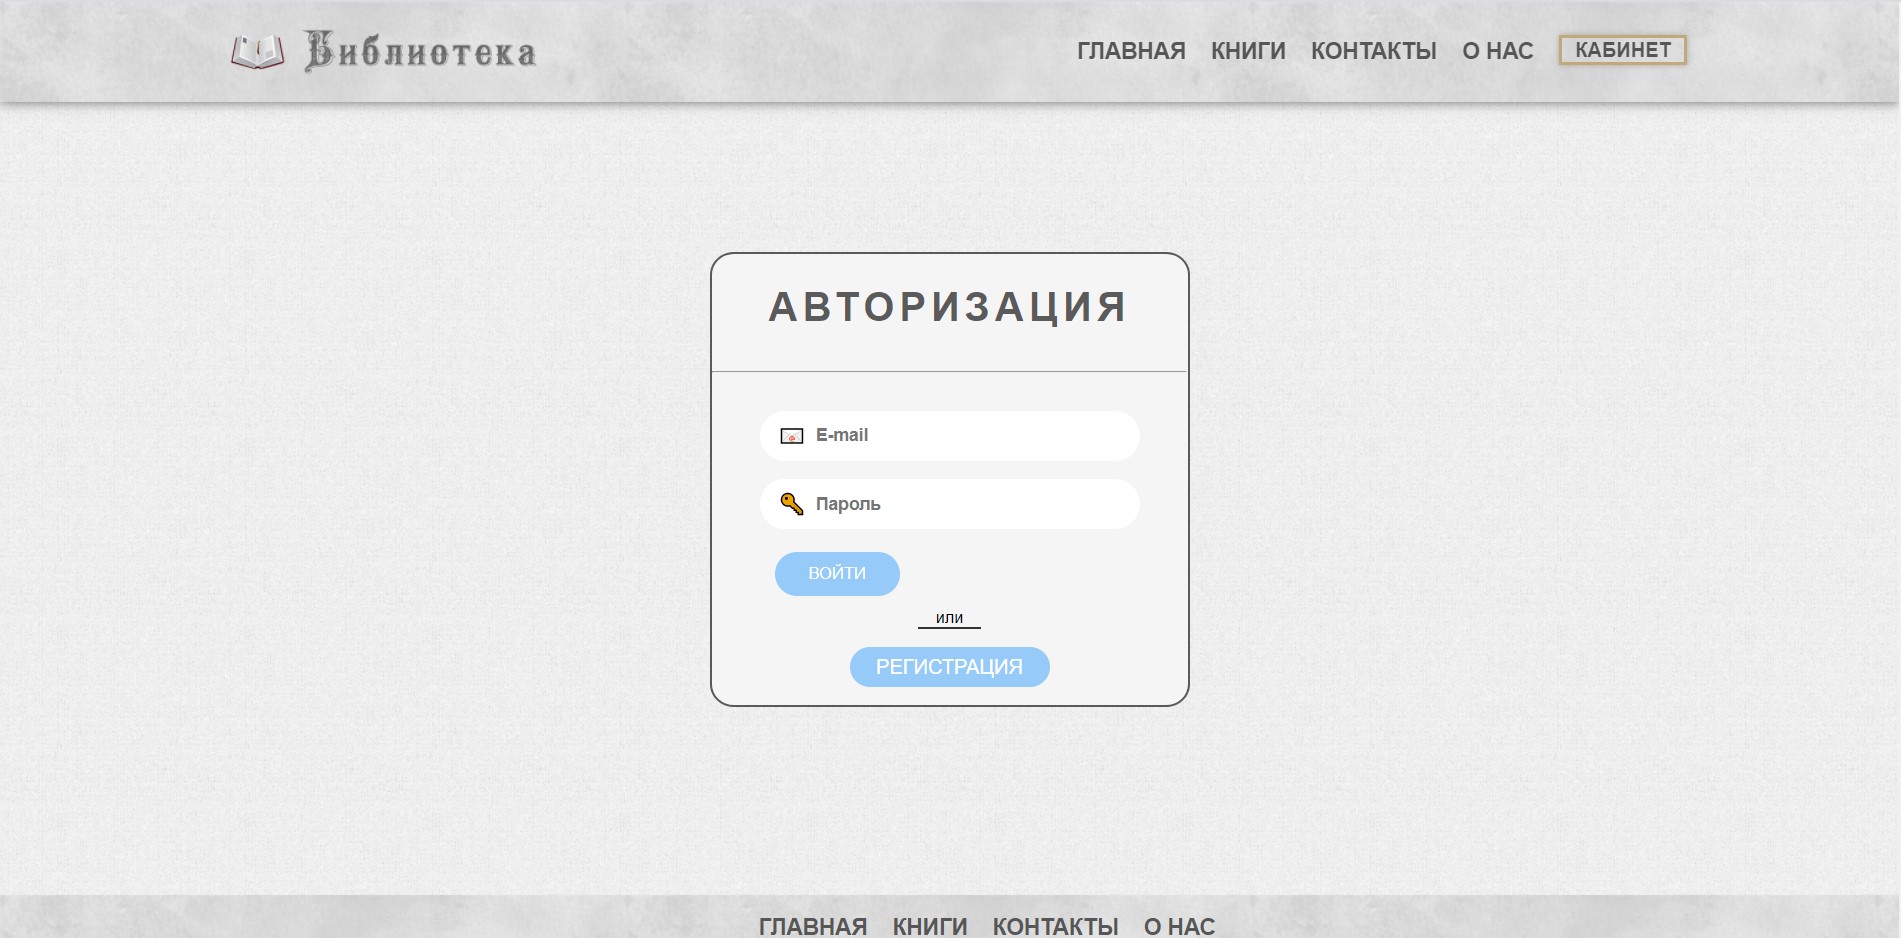 Библиотека
ГЛАВНАЯ КНИГИ КОНТАКТЫ О НАС КАБИНЕТ
АВТОРИЗАЦИЯ
E-mail
Пароль
ВОЙТИ
или
РЕГИСТРАЦИЯ
ГЛАВНАЯ КНИГИ КОНТАКТЫ О НАС